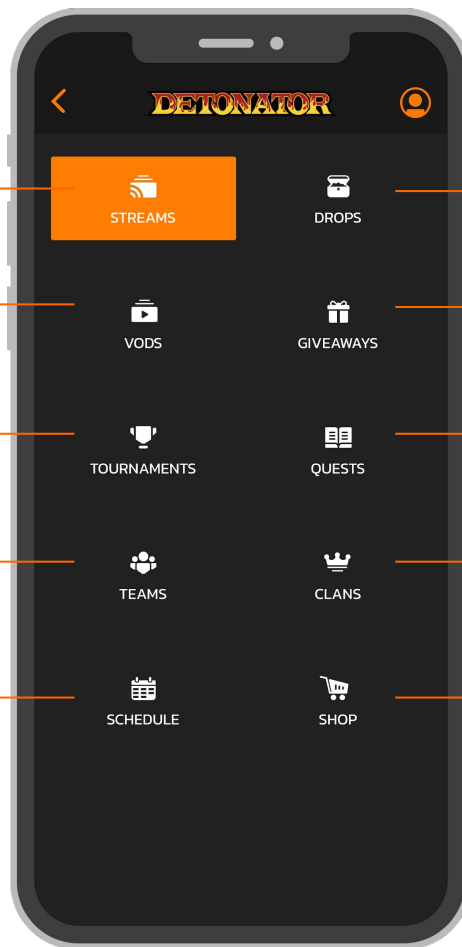 DETONATOR
STREAMS
DROPS
VODS
GIVEAWAYS
TOURNAMENTS
QUESTS
TEAMS
CLANS
SCHEDULE
SHOP